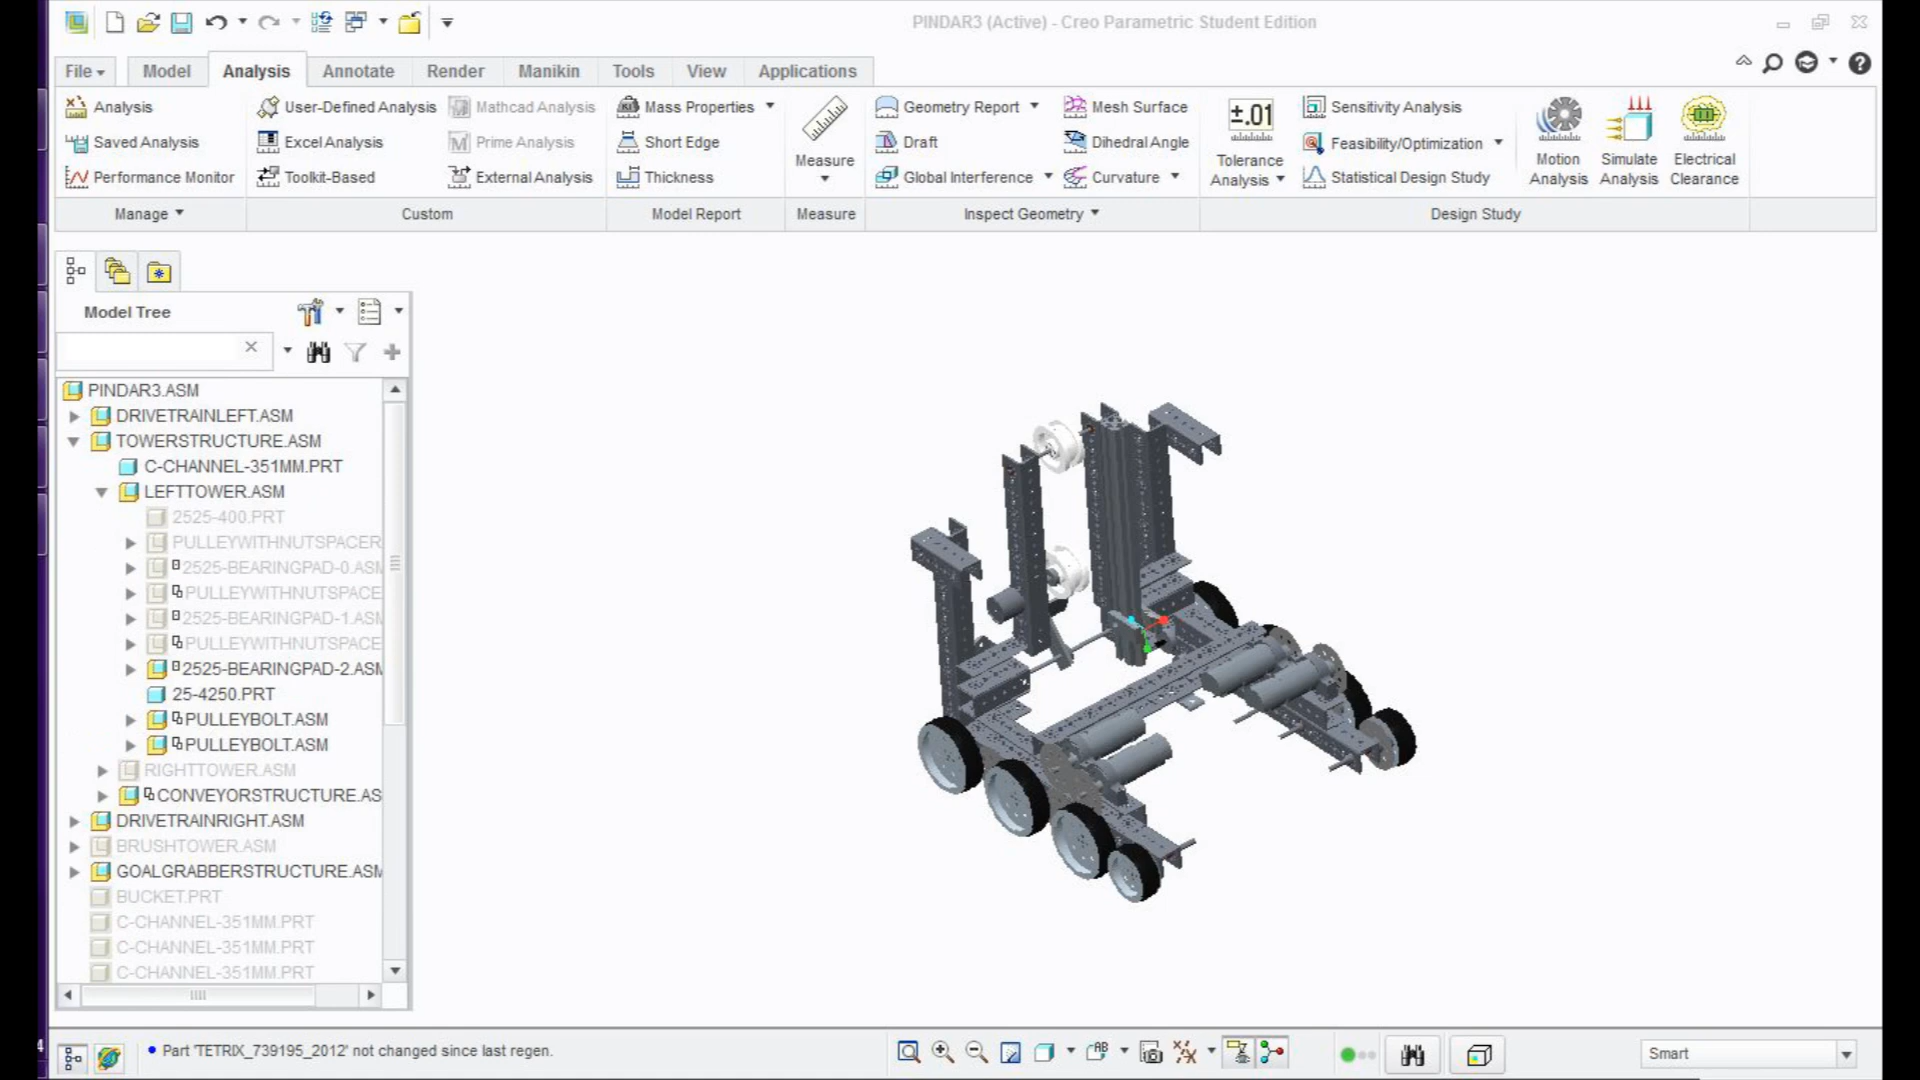 PINDAR3 (Active) - Creo Parametric Student Edition
File
Model
Analysis
Annotate
Render
Manikin
Tools
View
Applications
Analysis
User-Defined Analysis
Mathcad Analysis
Mass Properties
Geometry Report
Mesh Surface
±.01
Sensitivity Analysis
Saved Analysis
Excel Analysis
Prime Analysis
Short Edge
Draft
Dihedral Angle
Feasibility/Optimization
Performance Monitor
Toolkit-Based
External Analysis
Thickness
Measure
Global Interference
Curvature
Tolerance Analysis
Statistical Design Study
Motion Analysis
Simulate Analysis
Electrical Clearance
Manage
Custom
Model Report
Measure
Inspect Geometry
Design Study
Model Tree
PINDAR3.ASM
DRIVETRAINLEFT.ASM
TOWERSTRUCTURE.ASM
C-CHANNEL-351MM.PRT
LEFTTOWER.ASM
2525-400.PRT
PULLEYWITHNUTSPACER
2525-BEARINGPAD-0.ASM
PULLEYWITHNUTSPACE
2525-BEARINGPAD-1.ASM
PULLEYWITHNUTSPACE
2525-BEARINGPAD-2.ASM
25-4250.PRT
PULLEYBOLT.ASM
PULLEYBOLT.ASM
RIGHTTOWER.ASM
CONVEYORSTRUCTURE.AS
DRIVETRAINRIGHT.ASM
BRUSHTOWER.ASM
GOALGRABBERSTRUCTURE.ASM
BUCKET.PRT
C-CHANNEL-351MM.PRT
C-CHANNEL-351MM.PRT
C-CHANNEL-351MM.PRT
4
Part 'TETRIX_739195_2012' not changed since last regen.
Smart